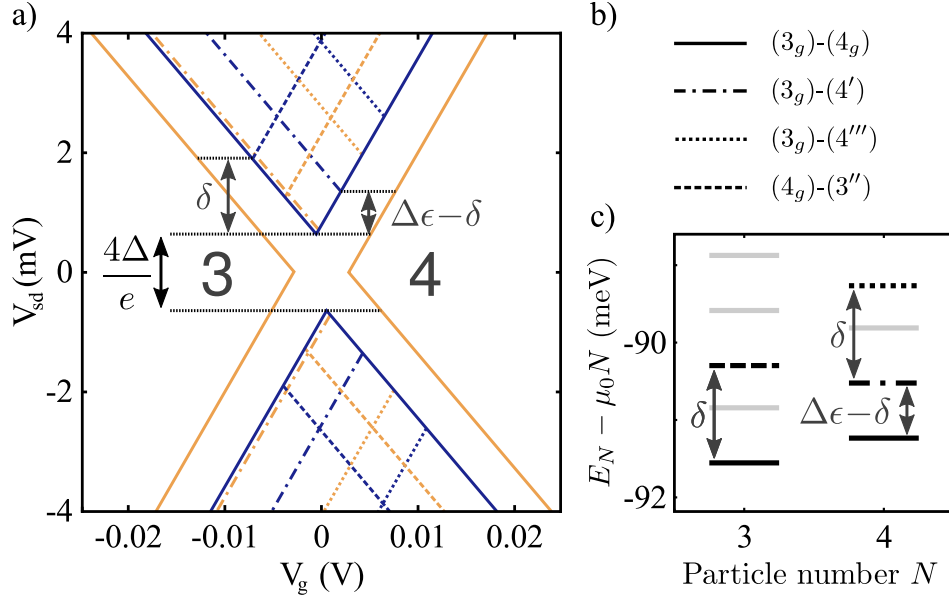 a)
4
2
0
-2
-4
V_sd (mV)
δ
Δϵ−δ
4Δ
e
3
4
-0.02
-0.01
0
0.01
0.02
V_g (V)
b)
(3_g)-(4_g)
(3_g)-(4′)
(3_g)-(4‴)
(4_g)-(3″)
c)
-90
-92
E_N − μ_0N (meV)
δ
δ
Δϵ−δ
3
4
Particle number N